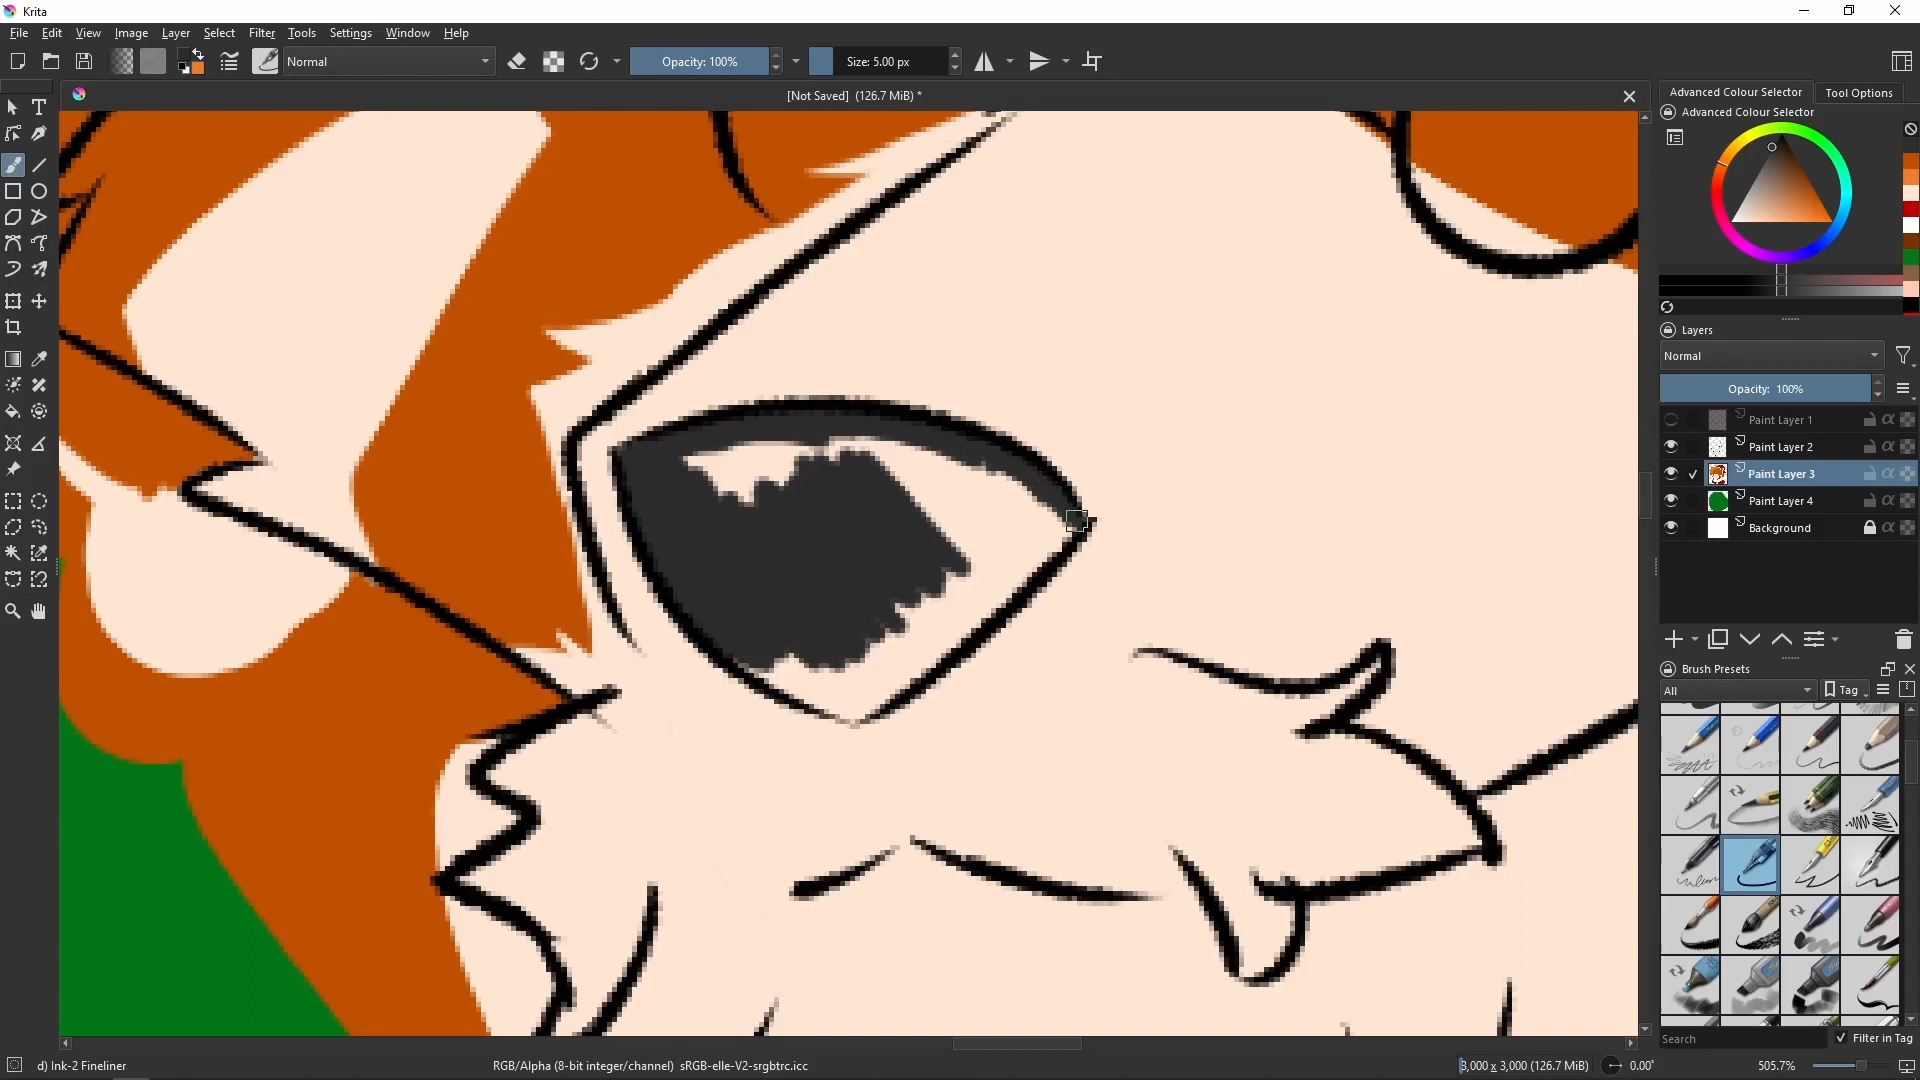 Krita
File Edit View Image Layer Select Filter Tools Settings Window Help
Normal
Opacity: 100%
Size: 5.00 px
[Not Saved] (126.7 MiB) *
Advanced Colour Selector
Tool Options
Advanced Colour Selector
Layers
Normal
Opacity: 100%
Paint Layer 1
Paint Layer 2
Paint Layer 3
Paint Layer 4
Background
Brush Presets
All
Tag
Search
Filter in Tag
d) Ink-2 Fineliner
RGB/Alpha (8-bit integer/channel) sRGB-elle-V2-srgbtrc.icc
3,000 x 3,000 (126.7 MiB)
0.00°
505.7%